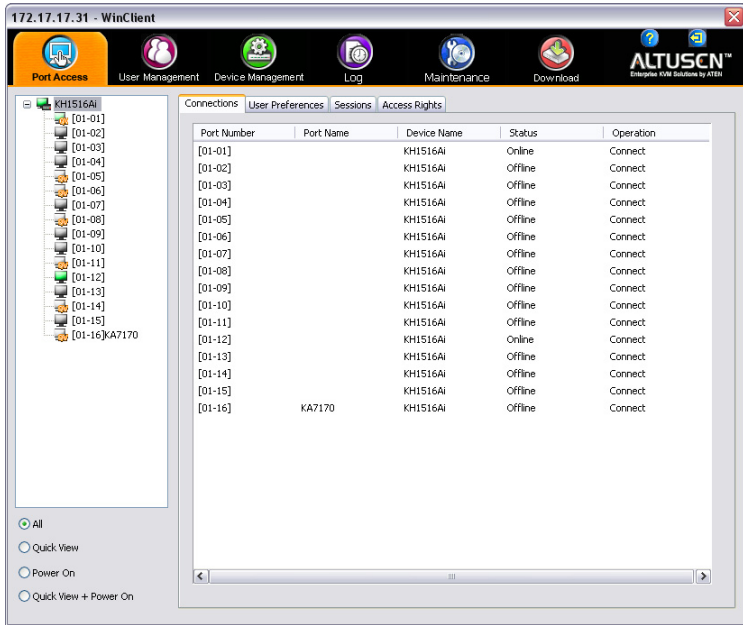 172.17.17.31 - WinClient
Port Access User Management Device Management Log Maintenance Download
ALTUSEN™
Enterprise KVM Solutions by ATEN
KH1516Ai
[01-01]
[01-02]
[01-03]
[01-04]
[01-05]
[01-06]
[01-07]
[01-08]
[01-09]
[01-10]
[01-11]
[01-12]
[01-13]
[01-14]
[01-15]
[01-16]KA7170
All
Quick View
Power On
Quick View + Power On
Connections User Preferences Sessions Access Rights
Port Number Port Name Device Name Status Operation
[01-01] KH1516Ai Online Connect
[01-02] KH1516Ai Offline Connect
[01-03] KH1516Ai Offline Connect
[01-04] KH1516Ai Offline Connect
[01-05] KH1516Ai Offline Connect
[01-06] KH1516Ai Offline Connect
[01-07] KH1516Ai Offline Connect
[01-08] KH1516Ai Offline Connect
[01-09] KH1516Ai Offline Connect
[01-10] KH1516Ai Offline Connect
[01-11] KH1516Ai Offline Connect
[01-12] KH1516Ai Online Connect
[01-13] KH1516Ai Offline Connect
[01-14] KH1516Ai Offline Connect
[01-15] KH1516Ai Offline Connect
[01-16] KA7170 KH1516Ai Offline Connect